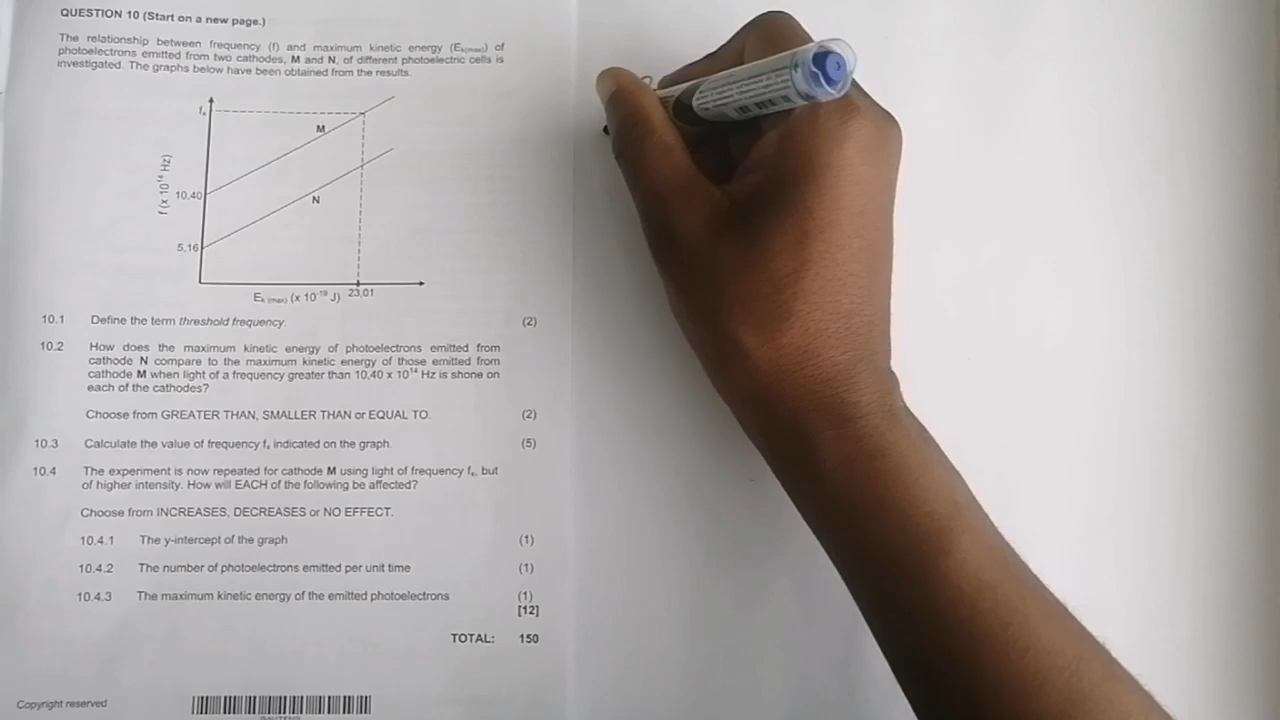 QUESTION 10 (Start on a new page.)
The relationship between frequency (f) and maximum kinetic energy (Ek(max)) of
photoelectrons emitted from two cathodes, M and N, of different photoelectric cells is
investigated. The graphs below have been obtained from the results.
M
N
f (x 10¹⁴ Hz)
10,40
5,16
Ek (max) (x 10⁻¹⁹ J) 23,01
10.1 Define the term threshold frequency. (2)
10.2 How does the maximum kinetic energy of photoelectrons emitted from
cathode N compare to the maximum kinetic energy of those emitted from
cathode M when light of a frequency greater than 10,40 x 10¹⁴ Hz is shone on
each of the cathodes?
Choose from GREATER THAN, SMALLER THAN or EQUAL TO. (2)
10.3 Calculate the value of frequency indicated on the graph. (5)
10.4 The experiment is now repeated for cathode M using light of frequency but
of higher intensity. How will EACH of the following be affected?
Choose from INCREASES, DECREASES or NO EFFECT.
10.4.1 The y-intercept of the graph (1)
10.4.2 The number of photoelectrons emitted per unit time (1)
10.4.3 The maximum kinetic energy of the emitted photoelectrons (1)
[12]
TOTAL: 150
Copyright reserved